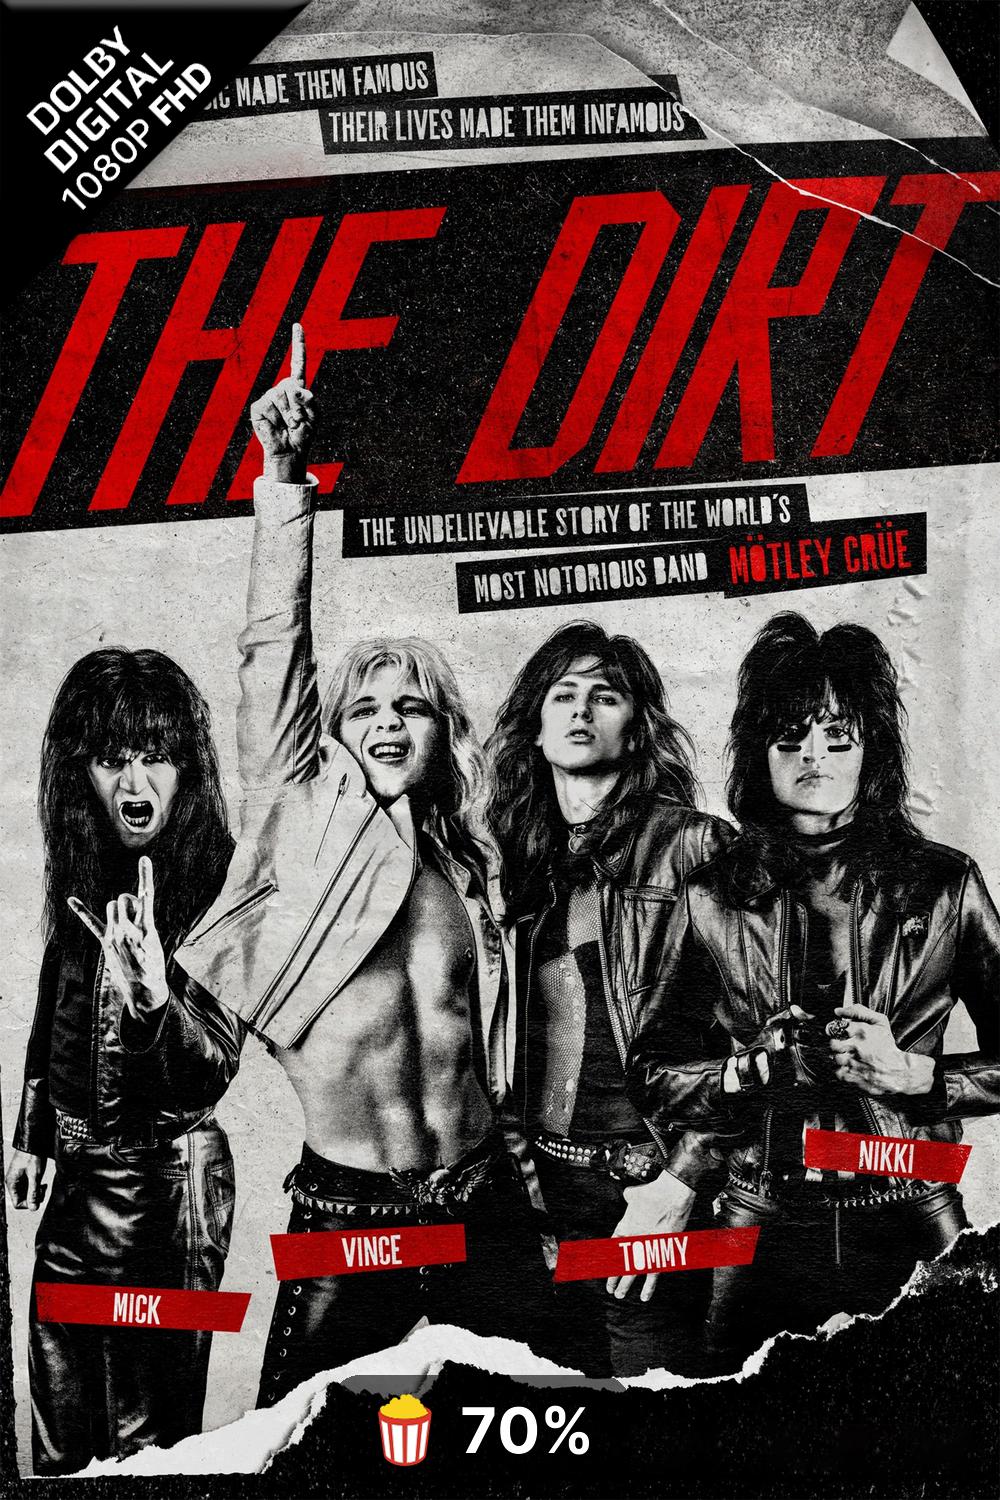 DOLBY
DIGITAL
1080P FHD
MADE THEM FAMOUS
THEIR LIVES MADE THEM INFAMOUS
THE DIRT
THE UNBELIEVABLE STORY OF THE WORLD'S
MOST NOTORIOUS BAND MÖTLEY CRÜE
NIKKI
VINCE
TOMMY
MICK
70%